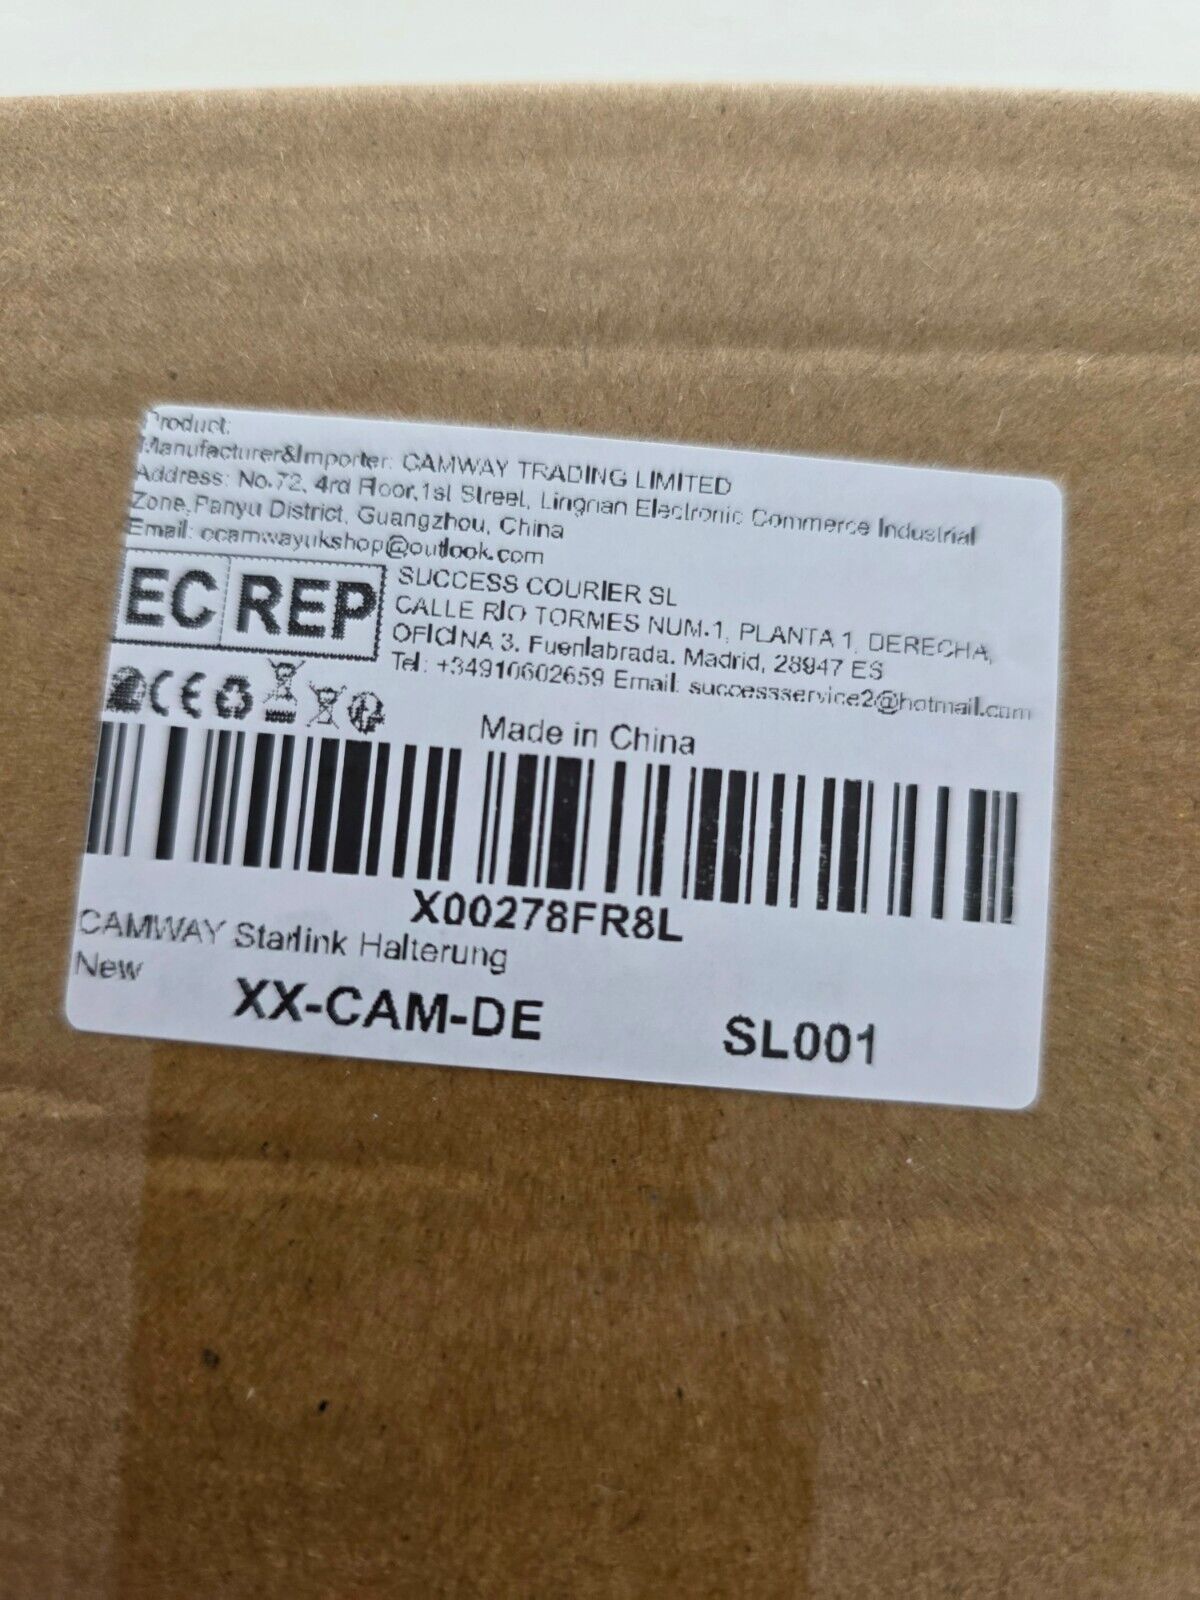 Product:
Manufacturer&Importer: CAMWAY TRADING LIMITED
Address: No.72, 4rd Floor,1st Street, Lingnan Electronic Commerce Industrial
Zone,Panyu District, Guangzhou, China
Email: ccamwayukshop@outlook.com
EC REP
SUCCESS COURIER SL
CALLE RIO TORMES NUM.1, PLANTA 1, DERECHA,
OFICINA 3. Fuenlabrada. Madrid, 28947 ES
Tel: +34910602659 Email: successservice2@hotmail.com
CE
Made in China
X00278FR8L
CAMWAY Starlink Halterung
New
XX-CAM-DE
SL001